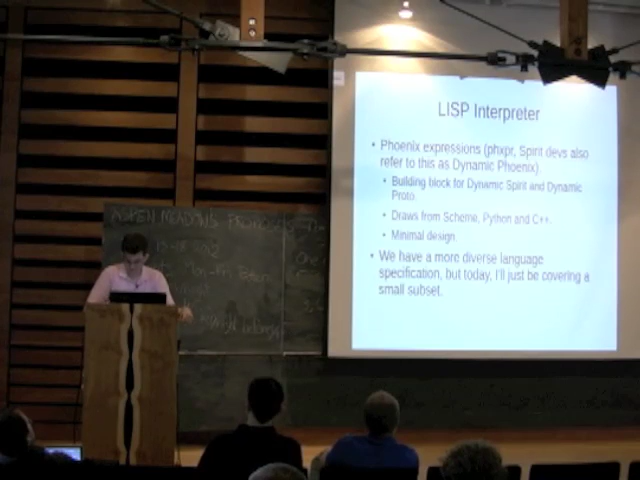 LISP Interpreter
• Phoenix expressions (phxpr, Spirit devs also
refer to this as Dynamic Phoenix).
• Building block for Dynamic Spirit and Dynamic
Proto.
• Draws from Scheme, Python and C++.
• Minimal design.
• We have a more diverse language
specification, but today, I'll just be covering a
small subset.
ASPEN MEADOWS